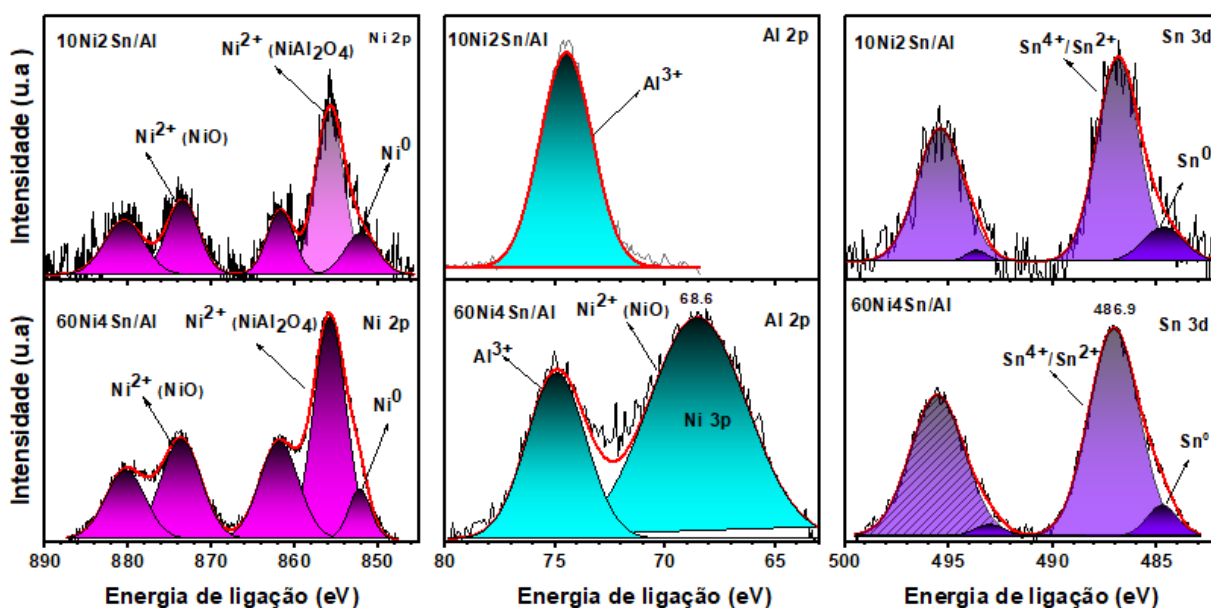 10Ni2Sn/Al
Ni 2p
Ni²⁺ (NiAl₂O₄)
Ni²⁺ (NiO)
Ni⁰
Intensidade (u.a)
10Ni2Sn/Al
Al 2p
Al³⁺
10Ni2Sn/Al
Sn 3d
Sn⁴⁺/Sn²⁺
Sn⁰
60Ni4Sn/Al
Ni 2p
Ni²⁺ (NiAl₂O₄)
Ni²⁺ (NiO)
Ni⁰
Intensidade (u.a)
890 880 870 860 850
Energia de ligação (eV)
60Ni4Sn/Al
68.6
Al 2p
Ni²⁺ (NiO)
Al³⁺
Ni 3p
80 75 70 65
Energia de ligação (eV)
60Ni4Sn/Al
486.9
Sn 3d
Sn⁴⁺/Sn²⁺
Sn⁰
500 495 490 485
Energia de ligação (eV)